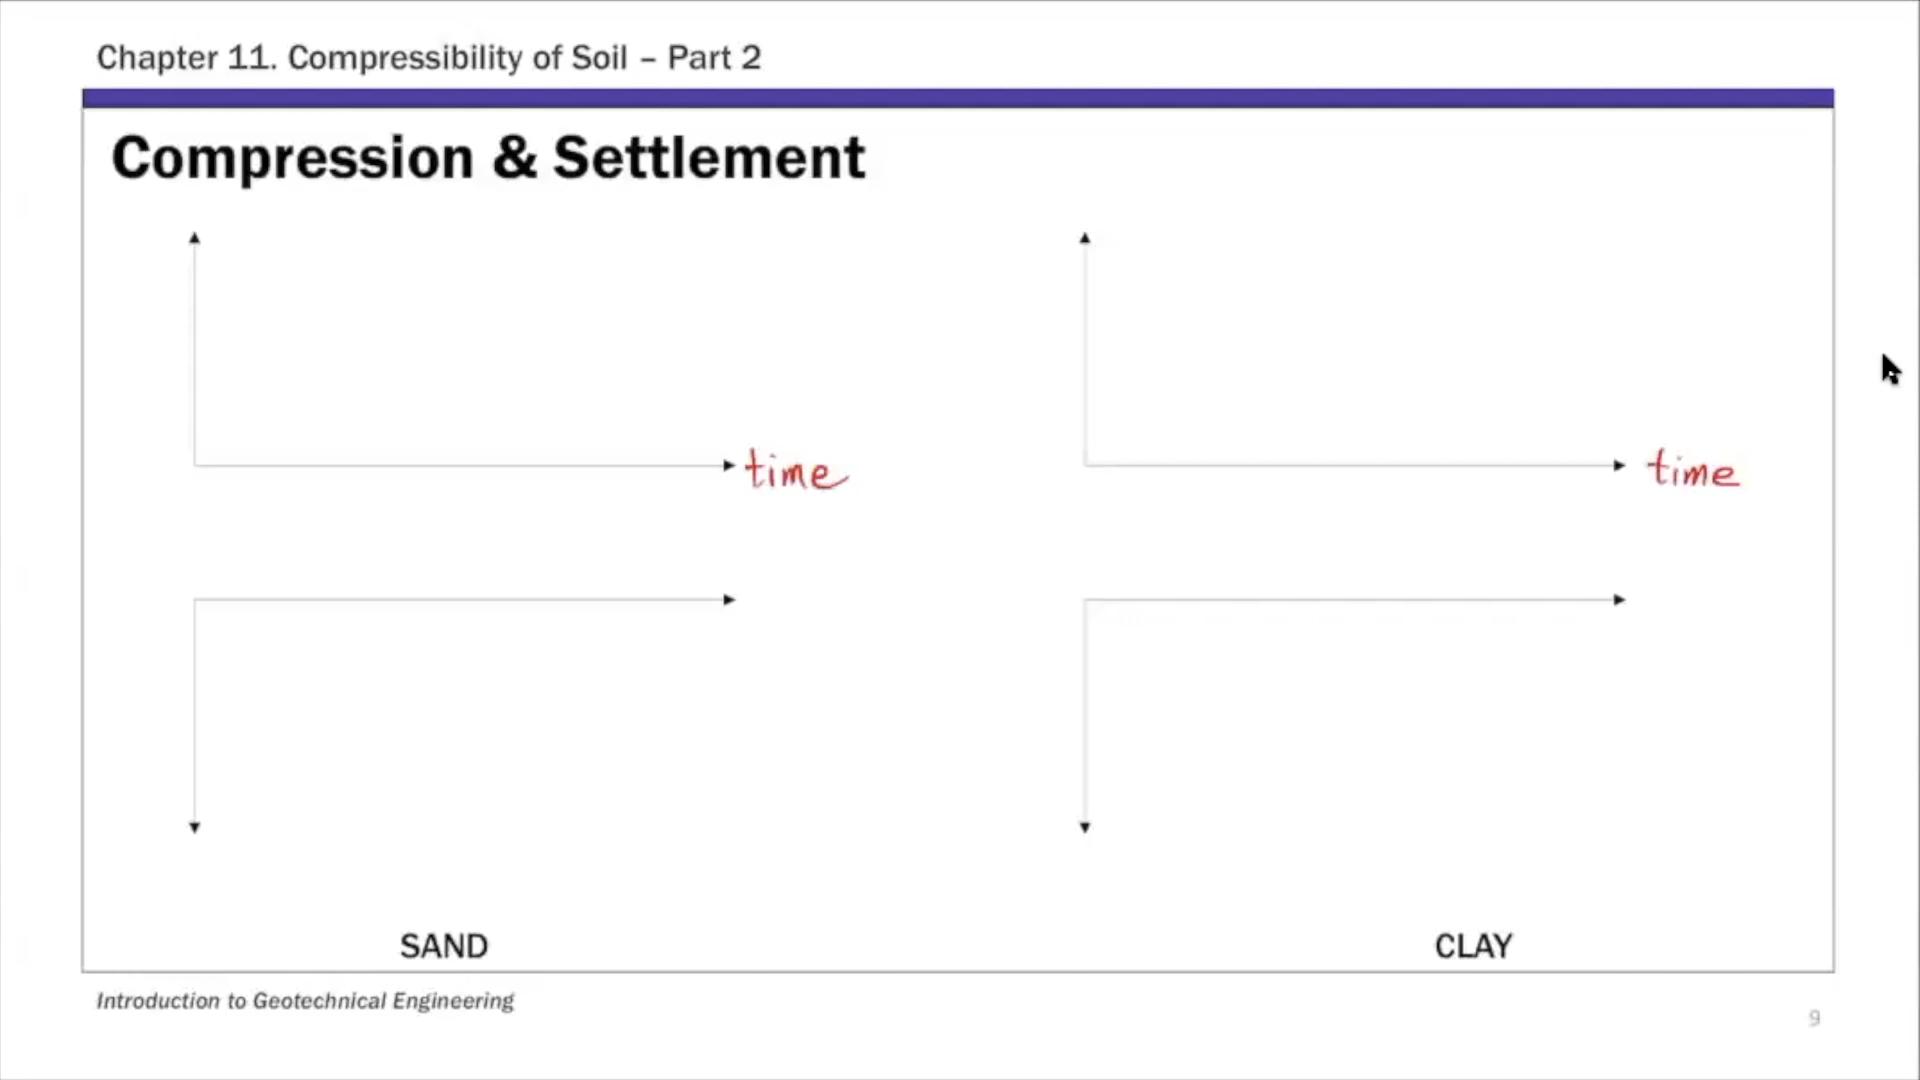 Chapter 11. Compressibility of Soil – Part 2
Compression & Settlement
time
time
SAND
CLAY
Introduction to Geotechnical Engineering
9